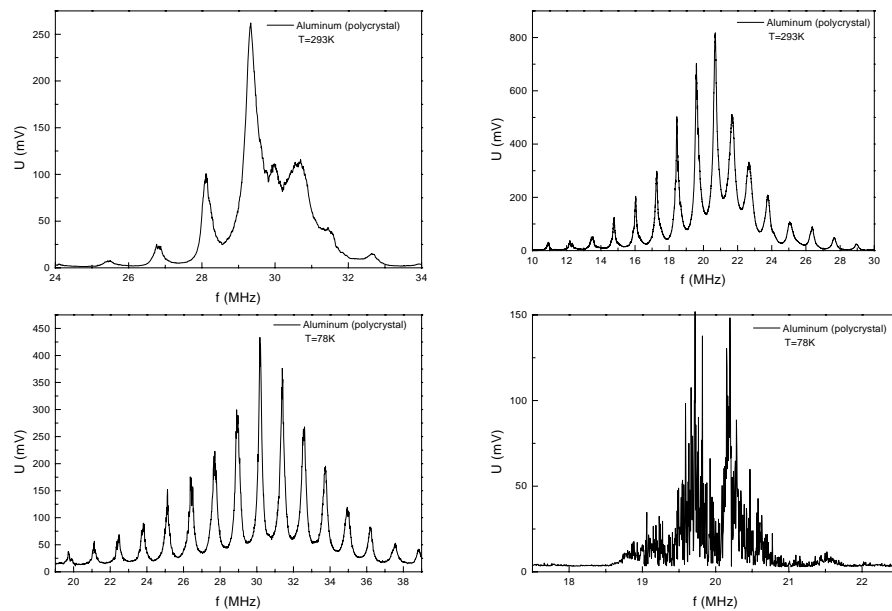 Aluminum (polycrystal)
T=293K
U (mV)
250
200
150
100
50
0
24 26 28 30 32 34
f (MHz)
Aluminum (polycrystal)
T=293K
U (mV)
800
600
400
200
0
10 12 14 16 18 20 22 24 26 28 30
f (MHz)
Aluminum (polycrystal)
T=78K
U (mV)
450
400
350
300
250
200
150
100
50
0
20 22 24 26 28 30 32 34 36 38
f (MHz)
Aluminum (polycrystal)
T=78K
U (mV)
150
100
50
0
18 19 20 21 22
f (MHz)